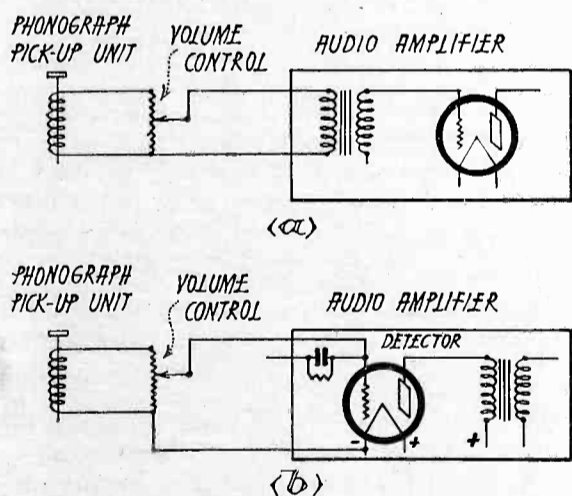 PHONOGRAPH
PICK-UP UNIT
VOLUME
CONTROL
AUDIO AMPLIFIER
(a)
PHONOGRAPH
PICK-UP UNIT
VOLUME
CONTROL
AUDIO AMPLIFIER
DETECTOR
- + +
(b)